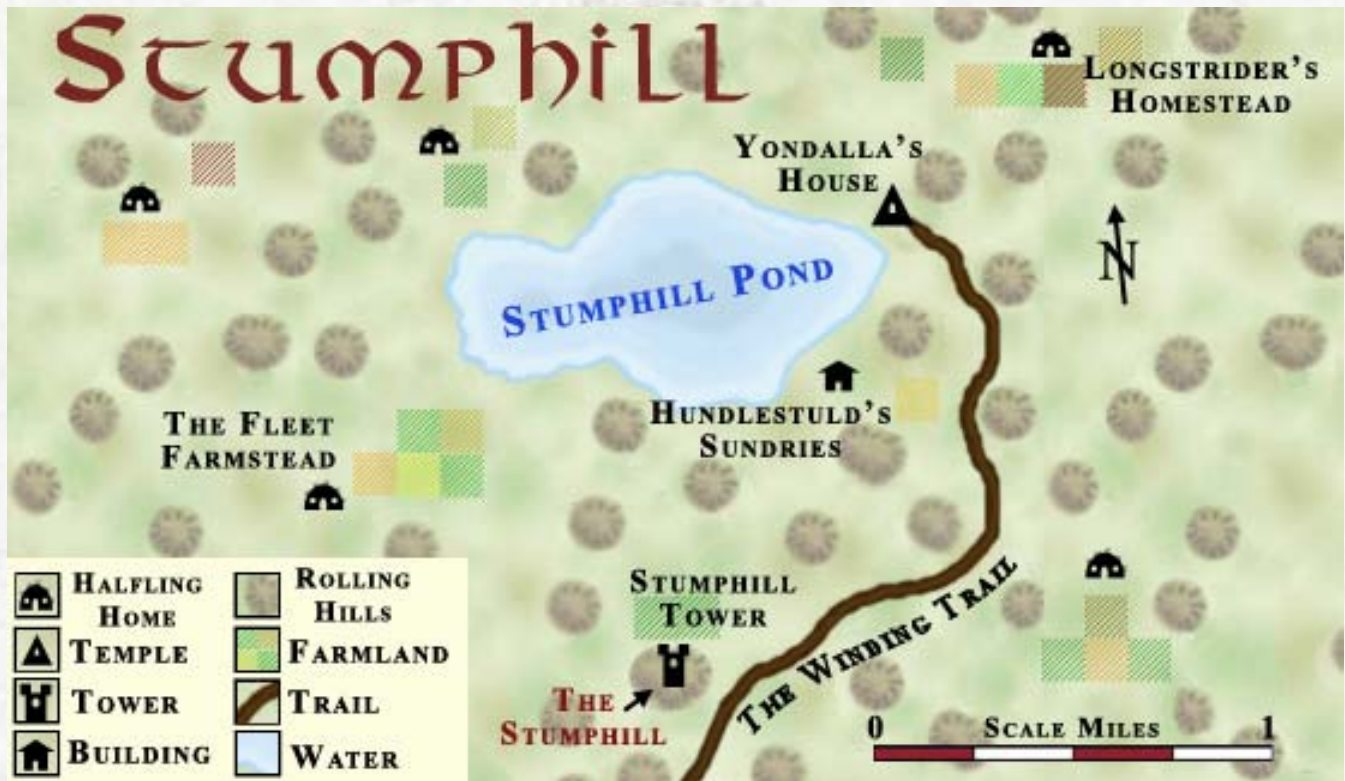 Stumphill
Longstrider's
Homestead
Yondalla's
House
N
Stumphill Pond
Hundlestuld's
Sundries
The Fleet
Farmstead
Stumphill
Tower
The Winding Trail
The
Stumphill
Halfling
Home
Rolling
Hills
Temple
Farmland
Tower
Trail
Building
Water
0 Scale Miles 1